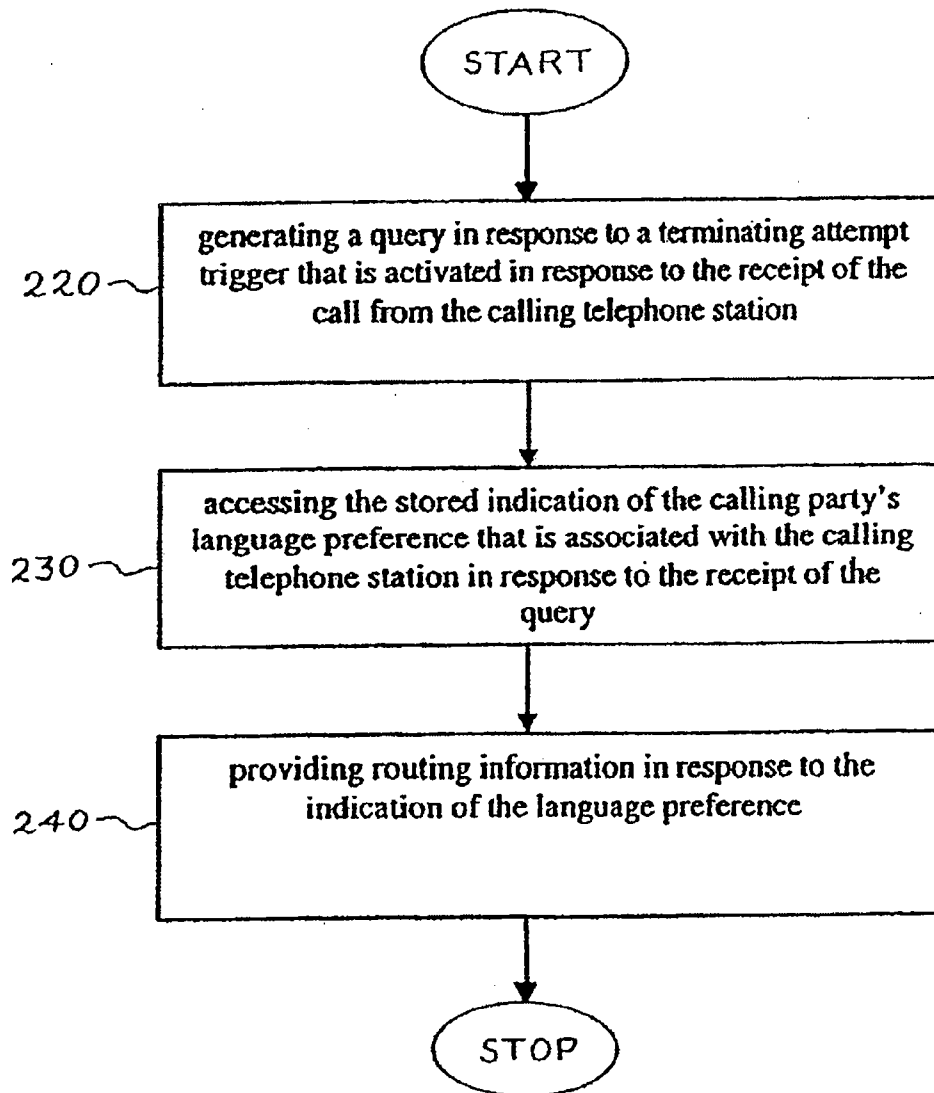 START
220
generating a query in response to a terminating attempt
trigger that is activated in response to the receipt of the
call from the calling telephone station
230
accessing the stored indication of the calling party's
language preference that is associated with the calling
telephone station in response to the receipt of the
query
240
providing routing information in response to the
indication of the language preference
STOP